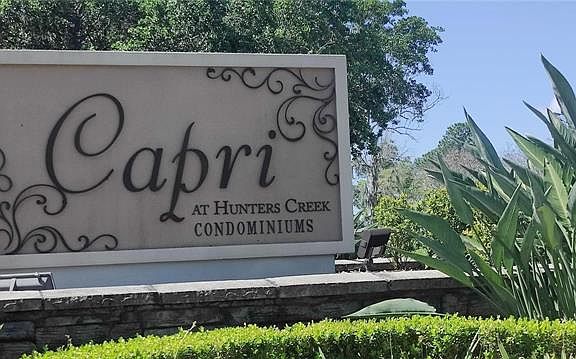 Capri
AT HUNTERS CREEK
CONDOMINIUMS